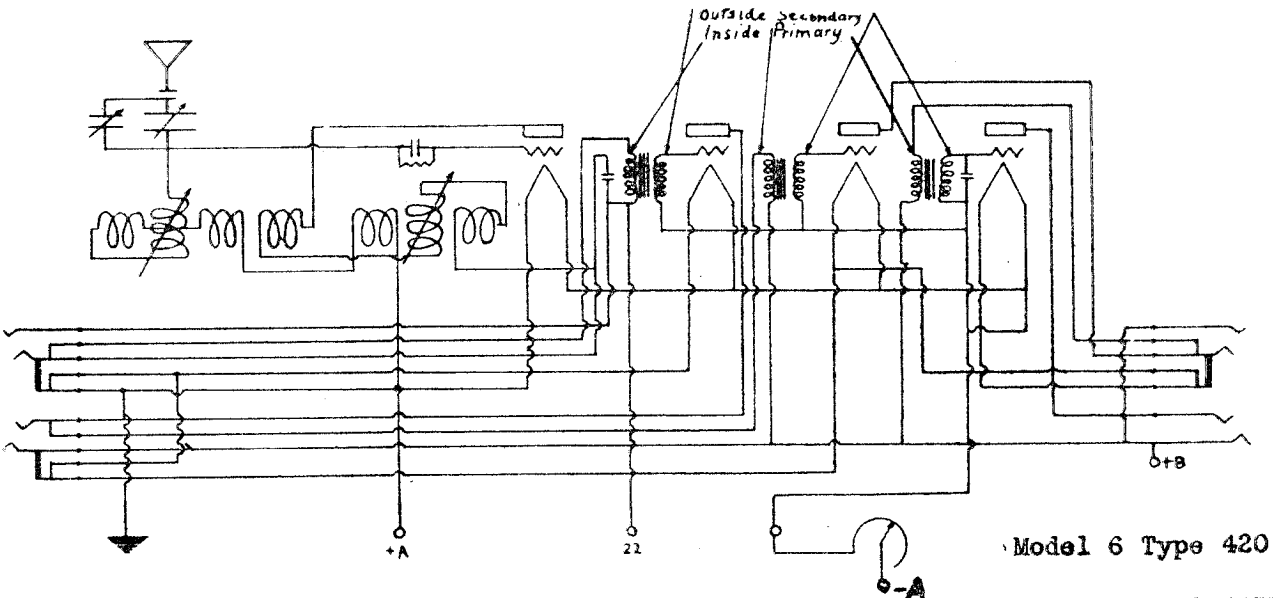 Outside Secondary
Inside Primary
+B
+A
22
Model 6 Type 420
-A